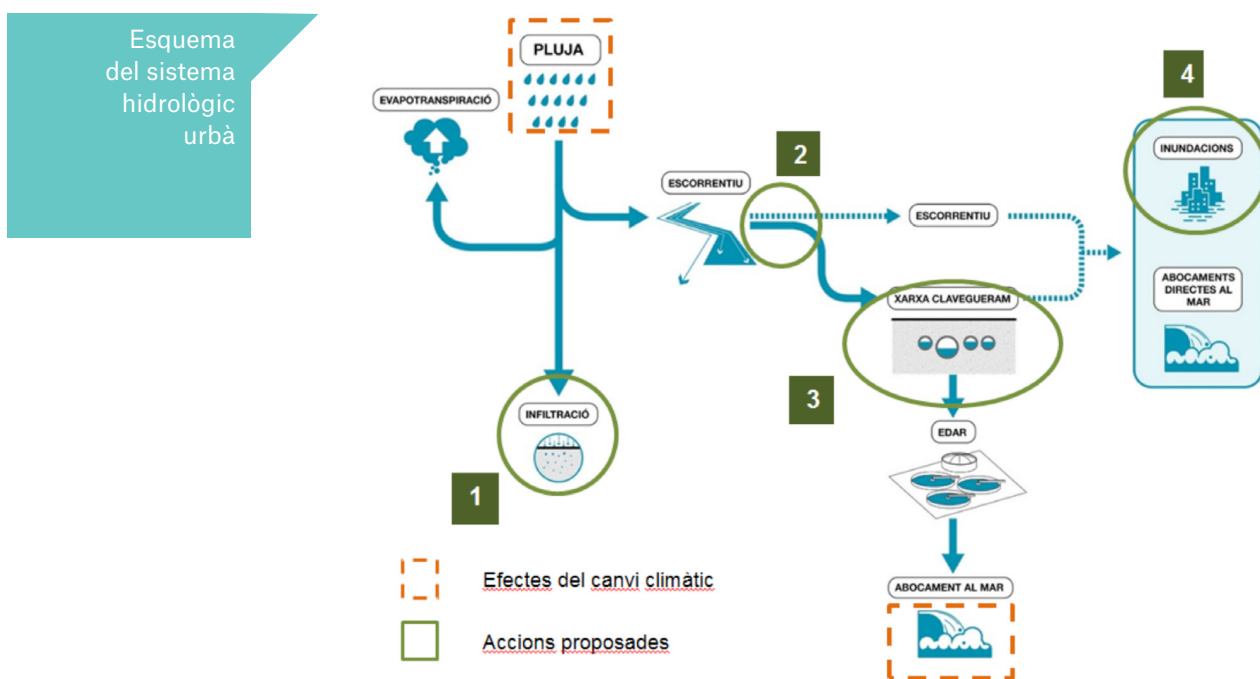 Esquema
del sistema
hidrològic
urbà
PLUJA
EVAPOTRANSPIRACIÓ
ESCORRENTIU
2
ESCORRENTIU
4
INUNDACIONS
ABOCAMENTS
DIRECTES AL
MAR
XARXA CLAVEGUERAM
3
INFILTRACIÓ
1
EDAR
ABOCAMENT AL MAR
Efectes del canvi climàtic
Accions proposades